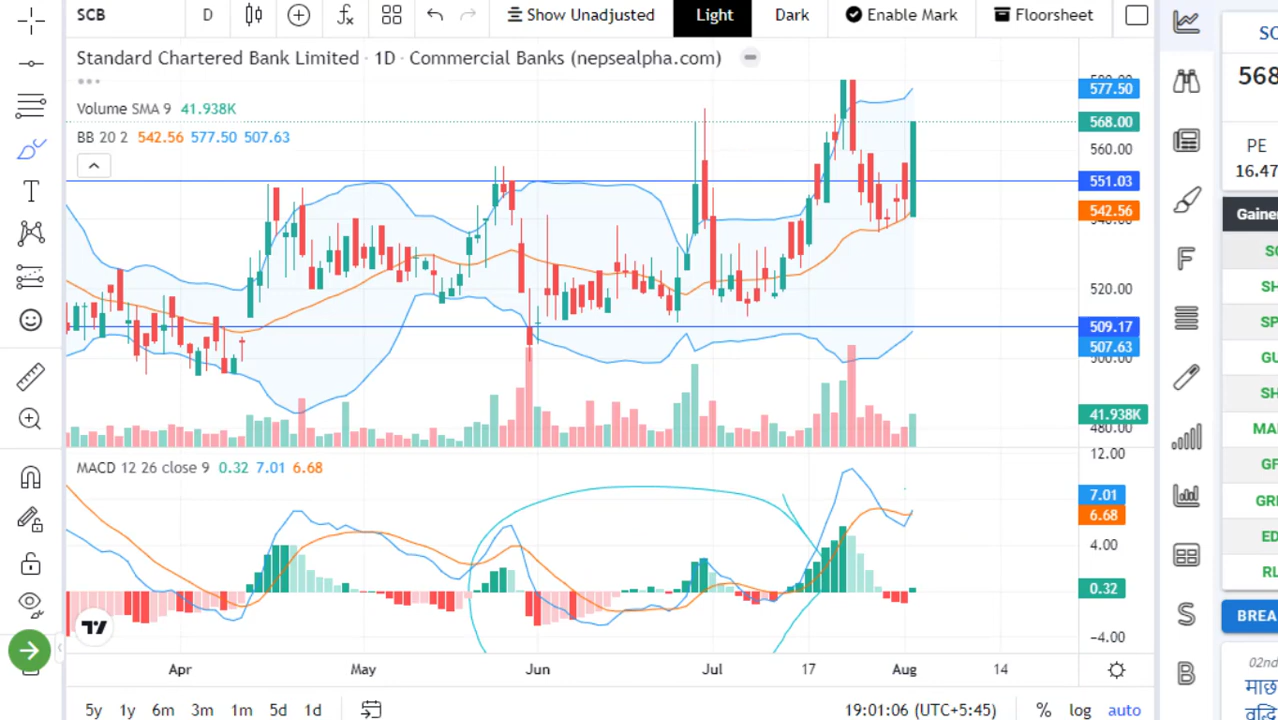 SCB D Show Unadjusted Light Dark Enable Mark Floorsheet
Standard Chartered Bank Limited · 1D · Commercial Banks (nepsealpha.com)
Volume SMA 9 41.938K
BB 20 2 542.56 577.50 507.63
577.50
568.00
560.00
551.03
542.56
520.00
509.17
507.63
500.00
41.938K
480.00
MACD 12 26 close 9 0.32 7.01 6.68
12.00
7.01
6.68
4.00
0.32
−4.00
Apr May Jun Jul 17 Aug 14
5y 1y 6m 3m 1m 5d 1d 19:01:06 (UTC+5:45) % log auto
568
PE
16.47
02nd